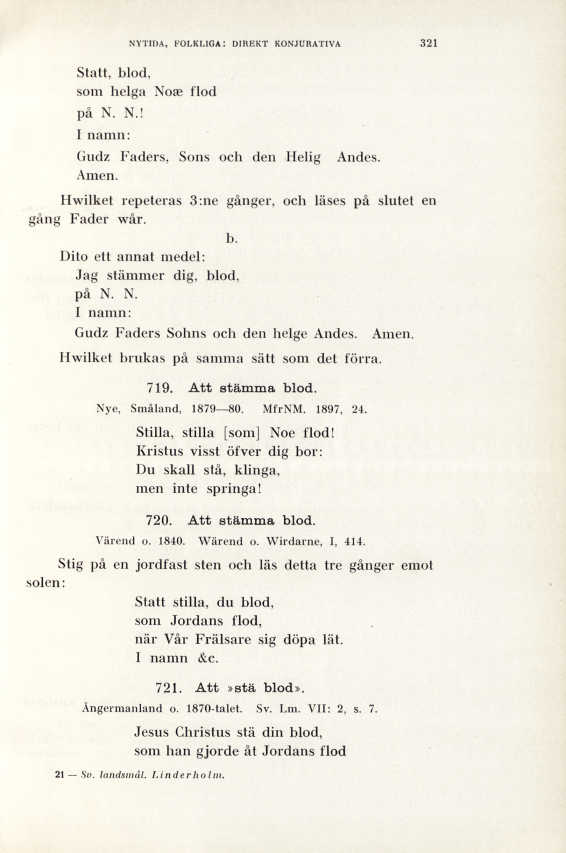 NYTIDA, FOLKLIGA: DIREKT KONJURATIVA 321
Statt, blod,
som helga Noæ flod
på N. N.!
I namn:
Gudz Faders, Sons och den Helig Andes.
Amen.
Hwilket repeteras 3:ne gånger, och läses på slutet en
gång Fader wår.
b.
Dito ett annat medel:
Jag stämmer dig, blod,
på N. N.
I namn:
Gudz Faders Sohns och den helge Andes. Amen.
Hwilket brukas på samma sätt som det förra.
719. Att stämma blod.
Nye, Småland, 1879—80. MfrNM. 1897, 24.
Stilla, stilla [som] Noe flod!
Kristus visst öfver dig bor:
Du skall stå, klinga,
men inte springa!
720. Att stämma blod.
Värend o. 1840. Wärend o. Wirdarne, I, 414.
Stig på en jordfast sten och läs detta tre gånger emot
solen:
Statt stilla, du blod,
som Jordans flod,
när Vår Frälsare sig döpa lät.
I namn &c.
721. Att »stä blod».
Ångermanland o. 1870-talet. Sv. Lm. VII: 2, s. 7.
Jesus Christus stä din blod,
som han gjorde åt Jordans flod
21 — Sv. landsmål. Linderholm.